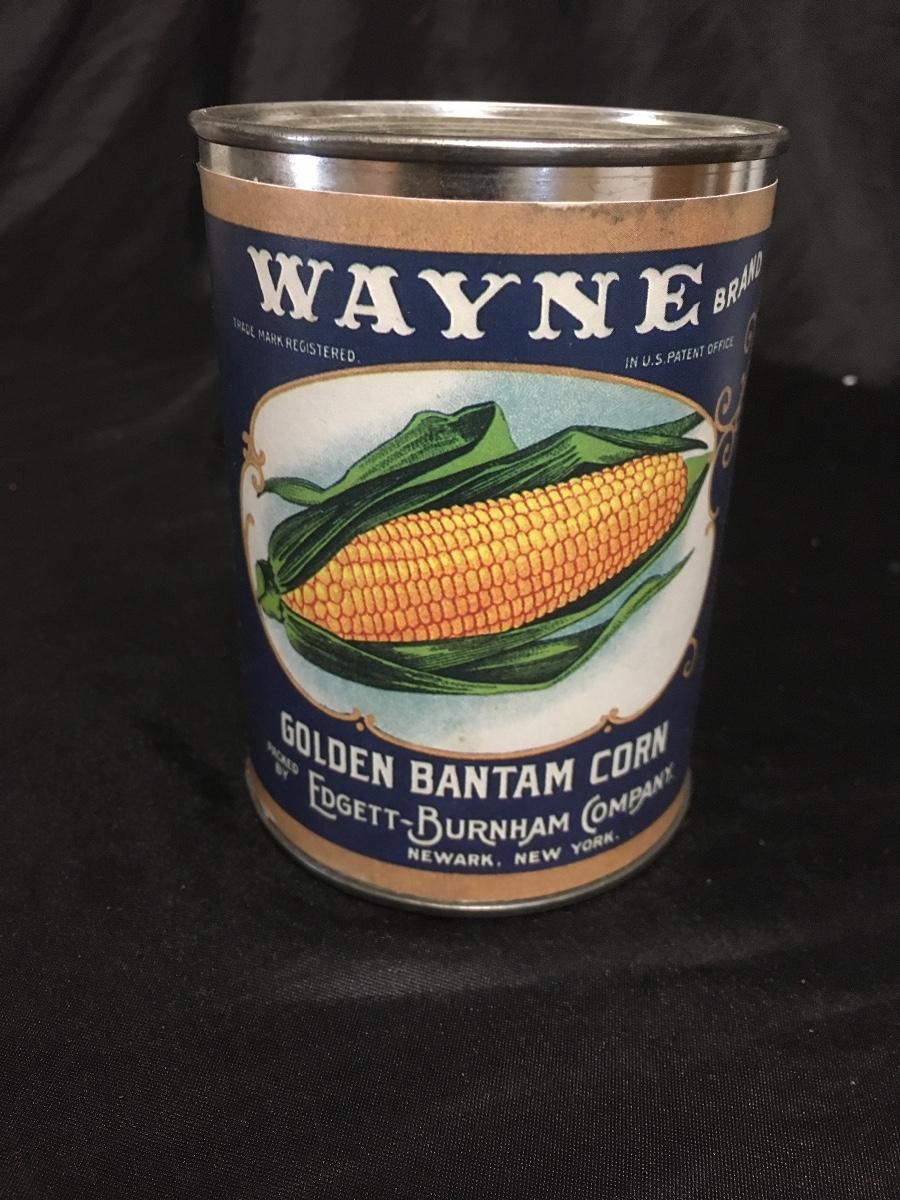 WAYNE BRAND
TRADE MARK REGISTERED.
IN U.S. PATENT OFFICE
GOLDEN BANTAM CORN
PACKED BY
EDGETT-BURNHAM COMPANY.
NEWARK, NEW YORK.